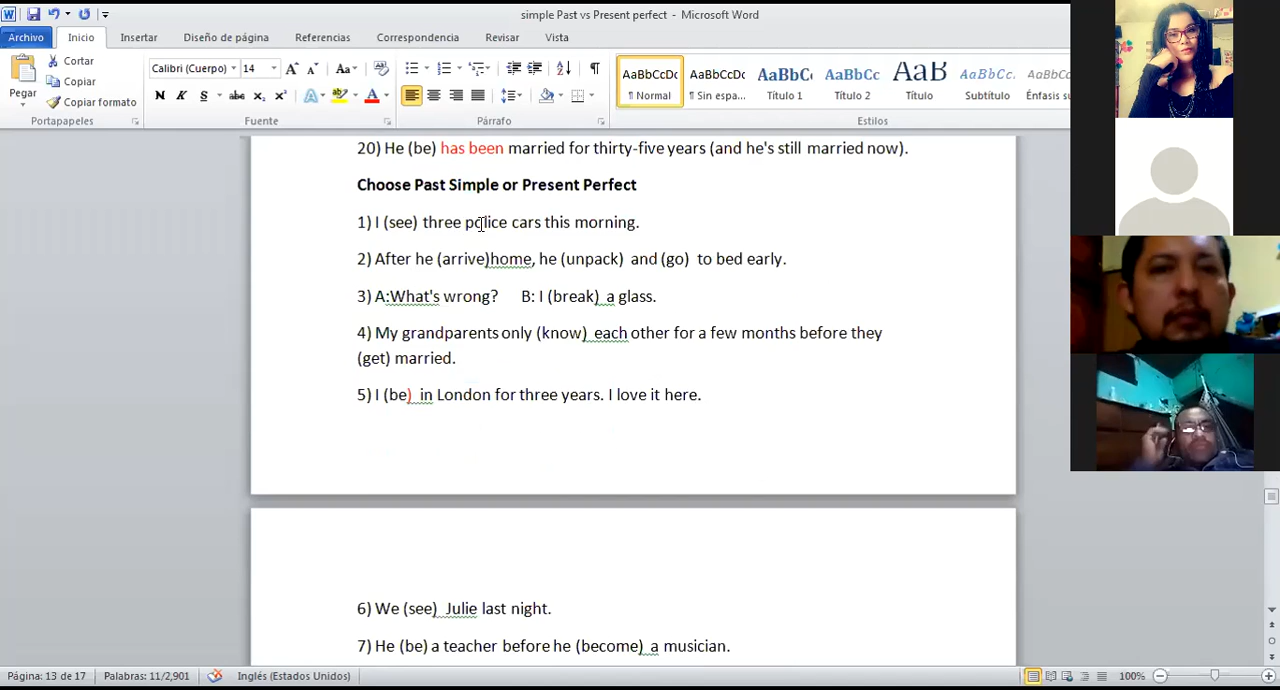 simple Past vs Present perfect - Microsoft Word
Archivo Inicio Insertar Diseño de página Referencias Correspondencia Revisar Vista
Cortar
Copiar
Copiar formato
Pegar
Portapapeles
Calibri (Cuerpo) 14
Fuente
Párrafo
AaBbCcDc AaBbCcDc AaBbC AaBbCc AaB AaBbCc. AaBbCcDc
¶ Normal ¶ Sin espa... Título 1 Título 2 Título Subtítulo Énfasis su
Estilos
20) He (be) has been married for thirty-five years (and he's still married now).
Choose Past Simple or Present Perfect
1) I (see) three police cars this morning.
2) After he (arrive)home, he (unpack) and (go) to bed early.
3) A:What's wrong? B: I (break) a glass.
4) My grandparents only (know) each other for a few months before they
(get) married.
5) I (be) in London for three years. I love it here.
6) We (see) Julie last night.
7) He (be) a teacher before he (become) a musician.
Página: 13 de 17 Palabras: 11/2,901 Inglés (Estados Unidos) 100%